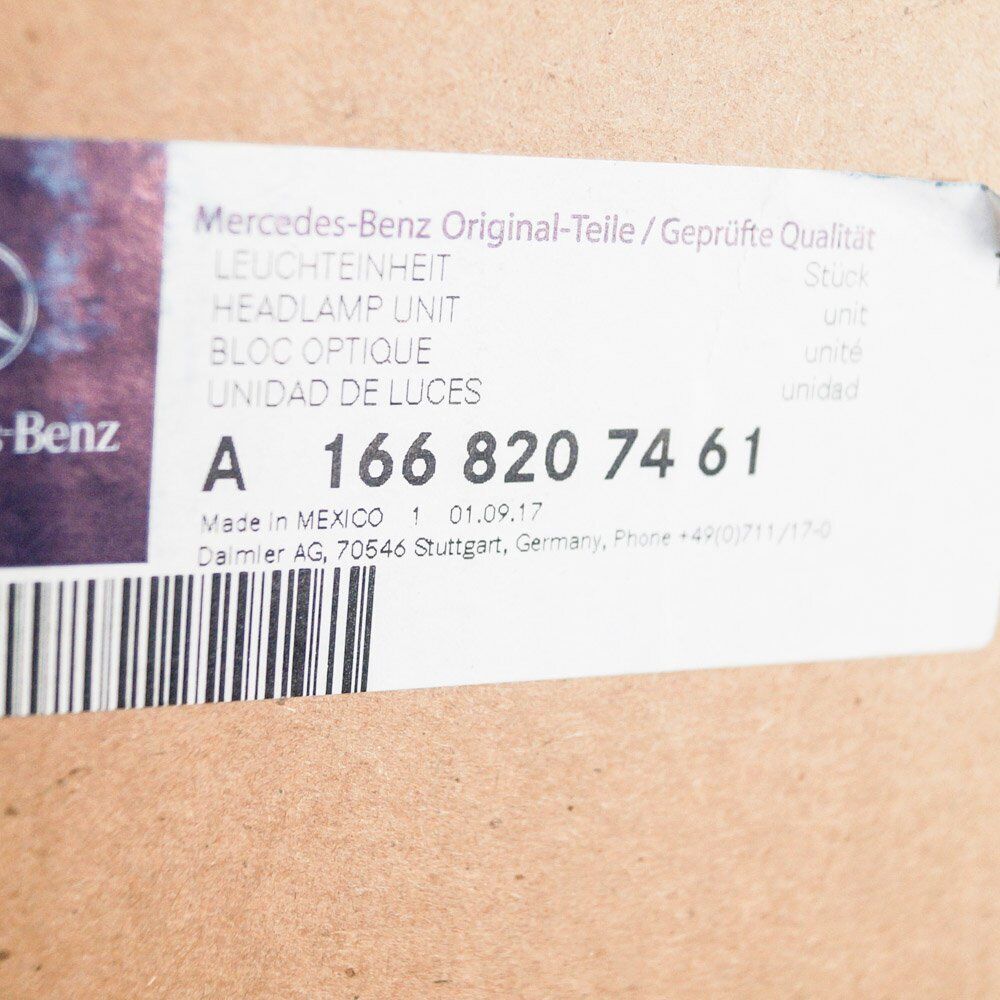 Mercedes-Benz Original-Teile / Geprüfte Qualität
LEUCHTEINHEIT Stück
HEADLAMP UNIT unit
BLOC OPTIQUE unité
UNIDAD DE LUCES unidad
s-Benz
A 166 820 74 61
Made in MEXICO 1 01.09.17
Daimler AG, 70546 Stuttgart, Germany, Phone +49(0)711/17-0